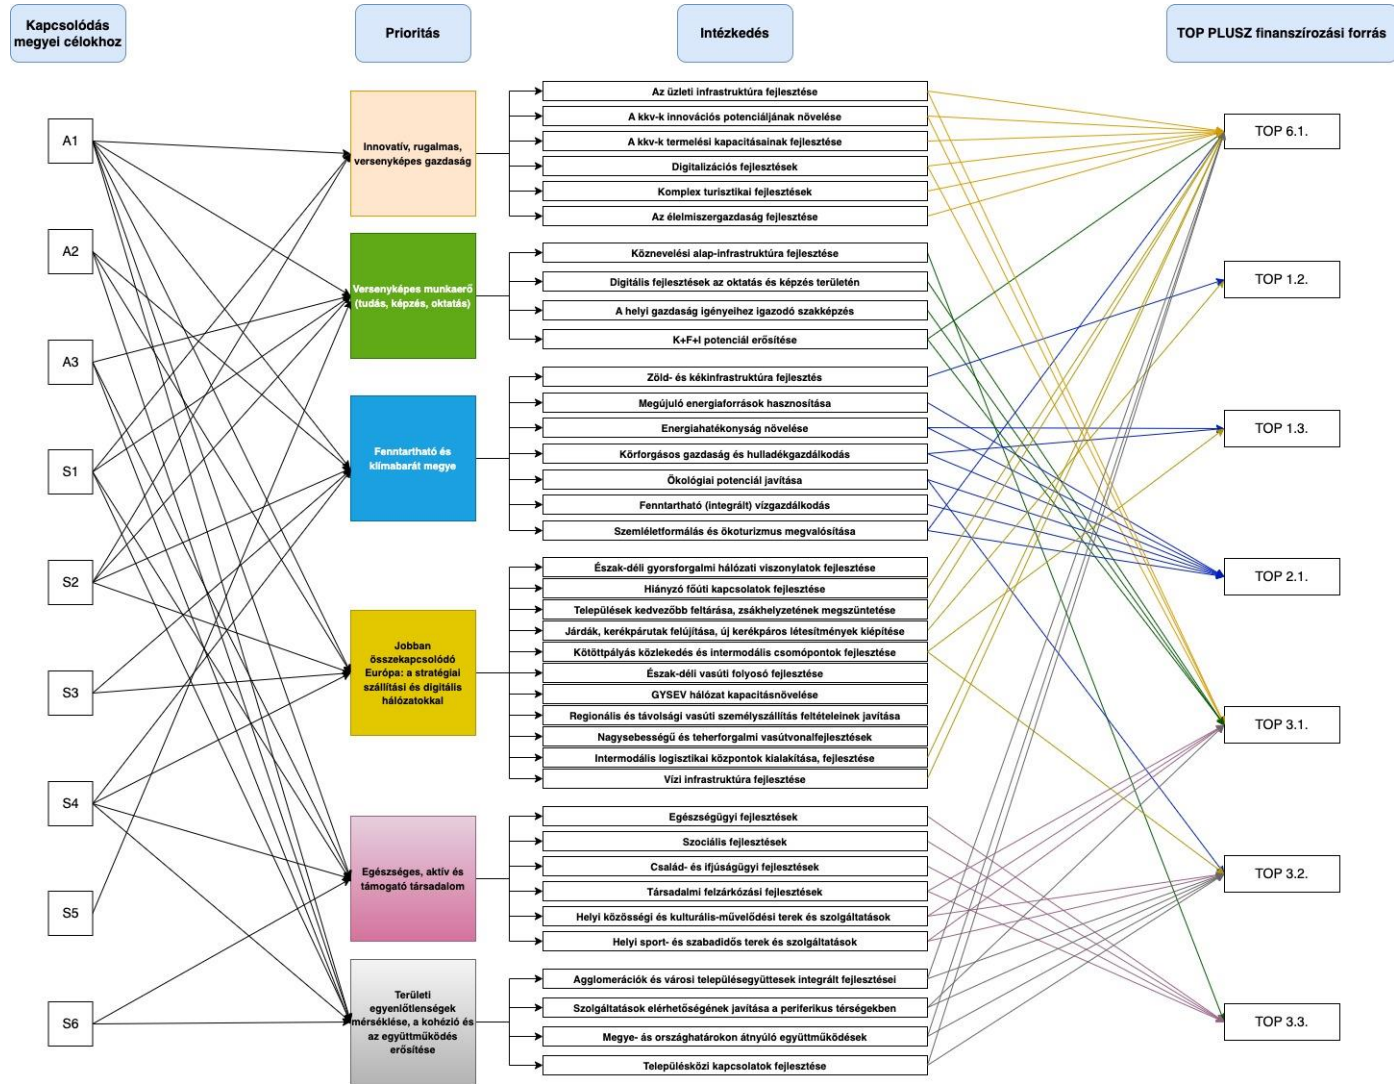 Kapcsolódás
megyei célokhoz
Prioritás
Intézkedés
TOP PLUSZ finanszírozási forrás
A1
A2
A3
S1
S2
S3
S4
S5
S6
Innovatív, rugalmas,
versenyképes gazdaság
Az üzleti infrastruktúra fejlesztése
A kkv-k innovációs potenciáljának növelése
A kkv-k termelési kapacitásainak fejlesztése
Digitalizációs fejlesztések
Komplex turisztikai fejlesztések
Az élelmiszergazdaság fejlesztése
Versenyképes munkaerő
(tudás, képzés, oktatás)
Köznevelési alap-infrastruktúra fejlesztése
Digitális fejlesztések az oktatás és képzés területén
A helyi gazdaság igényeihez igazodó szakképzés
K+F+I potenciál erősítése
Fenntartható és
klímabarát megye
Zöld- és kékinfrastruktúra fejlesztés
Megújuló energiaforrások hasznosítása
Energiahatékonyság növelése
Körforgásos gazdaság és hulladékgazdálkodás
Ökológiai potenciál javítása
Fenntartható (integrált) vízgazdálkodás
Szemléletformálás és ökoturizmus megvalósítása
Jobban
összekapcsolódó
Európa: a stratégiai
szállítási és digitális
hálózatokkal
Észak-déli gyorsforgalmi hálózati viszonylatok fejlesztése
Hiányzó főúti kapcsolatok fejlesztése
Települések kedvezőbb feltárása, zsákhelyzetének megszüntetése
Járdák, kerékpárutak felújítása, új kerékpáros létesítmények kiépítése
Kötöttpályás közlekedés és intermodális csomópontok fejlesztése
Észak-déli vasúti folyosó fejlesztése
GYSEV hálózat kapacitásnövelése
Regionális és távolsági vasúti személyszállítás feltételeinek javítása
Nagysebességű és teherforgalmi vasútvonalfejlesztések
Intermodális logisztikai központok kialakítása, fejlesztése
Vízi infrastruktúra fejlesztése
Egészséges, aktív és
támogató társadalom
Egészségügyi fejlesztések
Szociális fejlesztések
Család- és ifjúságügyi fejlesztések
Társadalmi felzárkózási fejlesztések
Helyi közösségi és kulturális-művelődési terek és szolgáltatások
Helyi sport- és szabadidős terek és szolgáltatások
Területi
egyenlőtlenségek
mérséklése, a kohézió és
az együttműködés
erősítése
Agglomerációk és városi településegyüttesek integrált fejlesztései
Szolgáltatások elérhetőségének javítása a periferikus térségekben
Megye- ás országhatárokon átnyúló együttműködések
Településközi kapcsolatok fejlesztése
TOP 6.1.
TOP 1.2.
TOP 1.3.
TOP 2.1.
TOP 3.1.
TOP 3.2.
TOP 3.3.